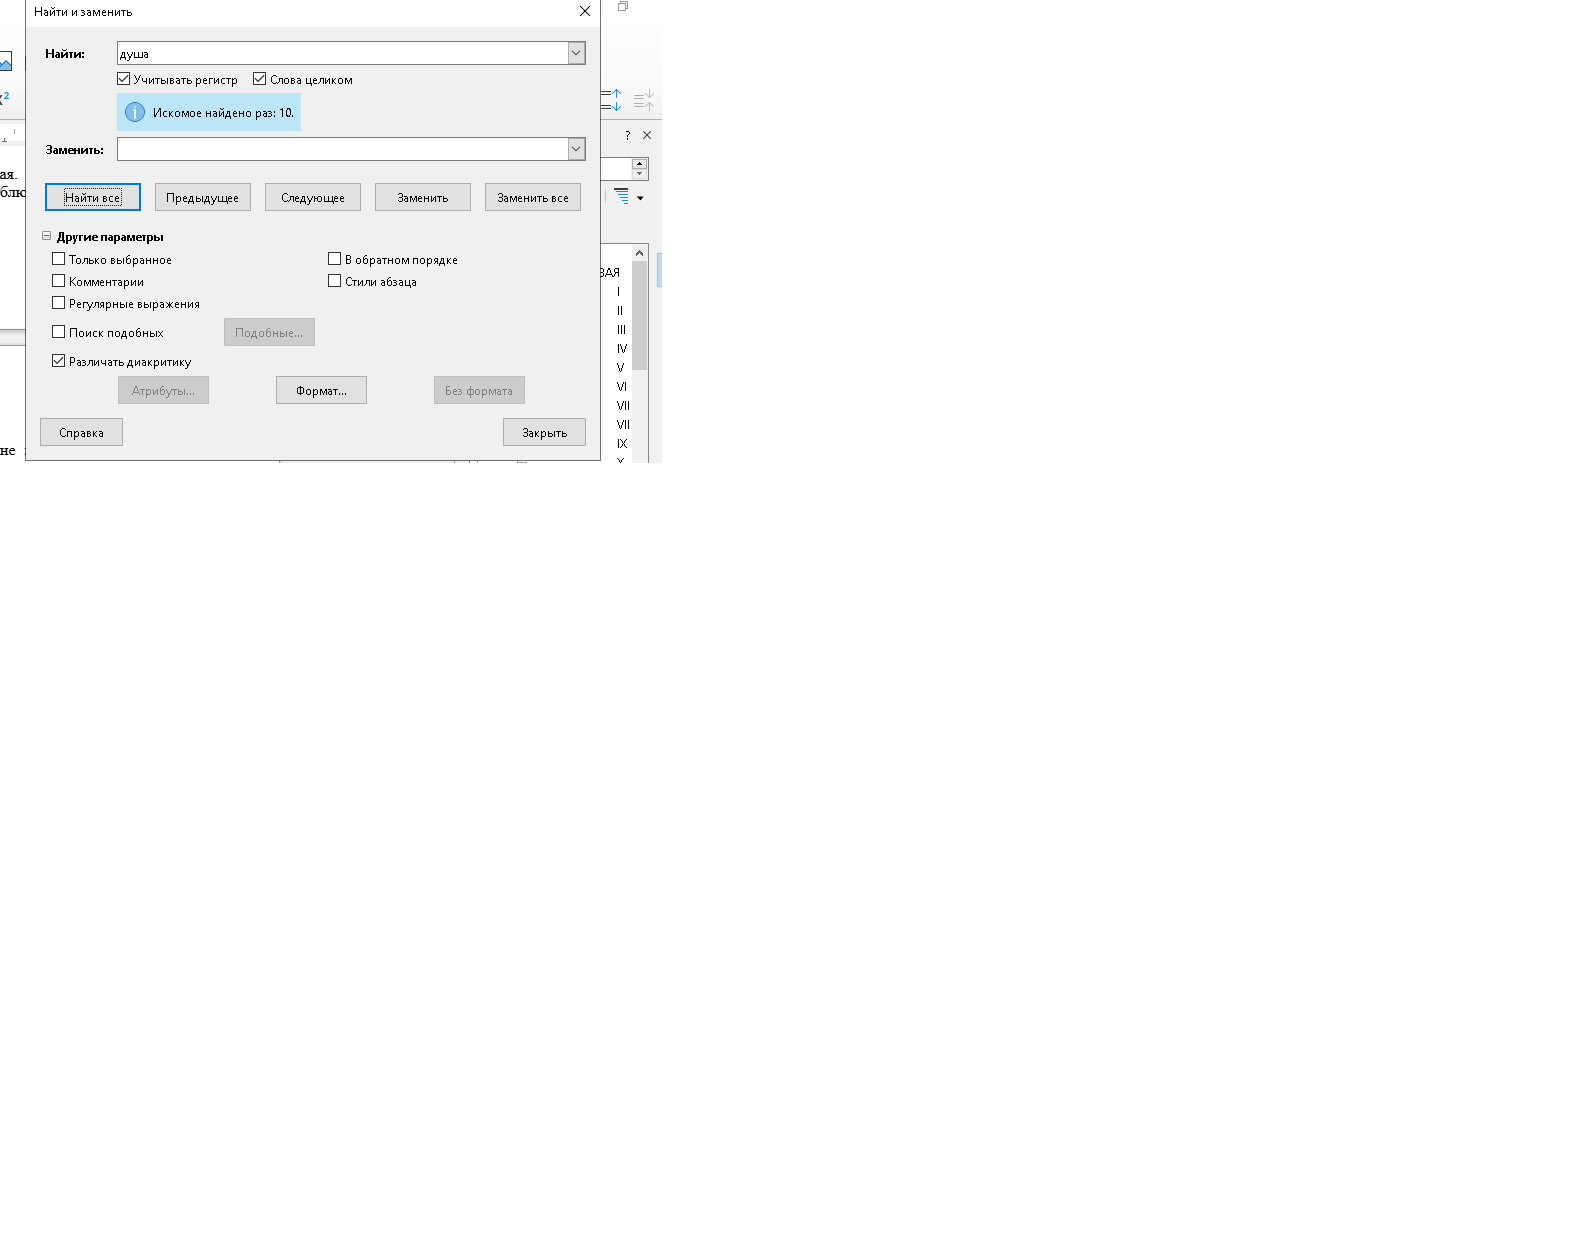 Найти и заменить
Найти: душа
Учитывать регистр Слова целиком
Искомое найдено раз: 10.
Заменить:
Найти все Предыдущее Следующее Заменить Заменить все
Другие параметры
Только выбранное В обратном порядке
Комментарии Стили абзаца
Регулярные выражения
Поиск подобных Подобные...
Различать диакритику
Атрибуты... Формат... Без формата
Справка Закрыть
2
?
ая.
блю
не
ВАЯ
I
II
III
IV
V
VI
VII
VII
IX
X